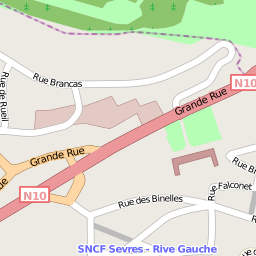 Rue Brancas
Rue de Rueil
Grande Rue
N10
Grande Rue
N10
Rue des Binelles
Rue Falconet
Rue B
SNCF Sevres - Rive Gauche